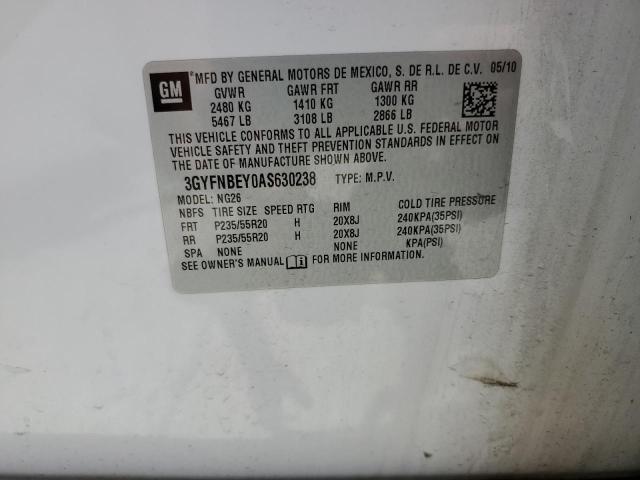 GM
*MFD BY GENERAL MOTORS DE MEXICO, S. DE R.L. DE C.V. 05/10
GVWR GAWR FRT GAWR RR
2480 KG 1410 KG 1300 KG
5467 LB 3108 LB 2866 LB
THIS VEHICLE CONFORMS TO ALL APPLICABLE U.S. FEDERAL MOTOR
VEHICLE SAFETY AND THEFT PREVENTION STANDARDS IN EFFECT ON
THE DATE OF MANUFACTURE SHOWN ABOVE.
3GYFNBEY0AS630238 TYPE: M.P.V.
MODEL: NG26
NBFS TIRE SIZE SPEED RTG RIM COLD TIRE PRESSURE
FRT P235/55R20 H 20X8J 240KPA(35PSI)
RR P235/55R20 H 20X8J 240KPA(35PSI)
SPA NONE NONE KPA(PSI)
SEE OWNER'S MANUAL FOR MORE INFORMATION.